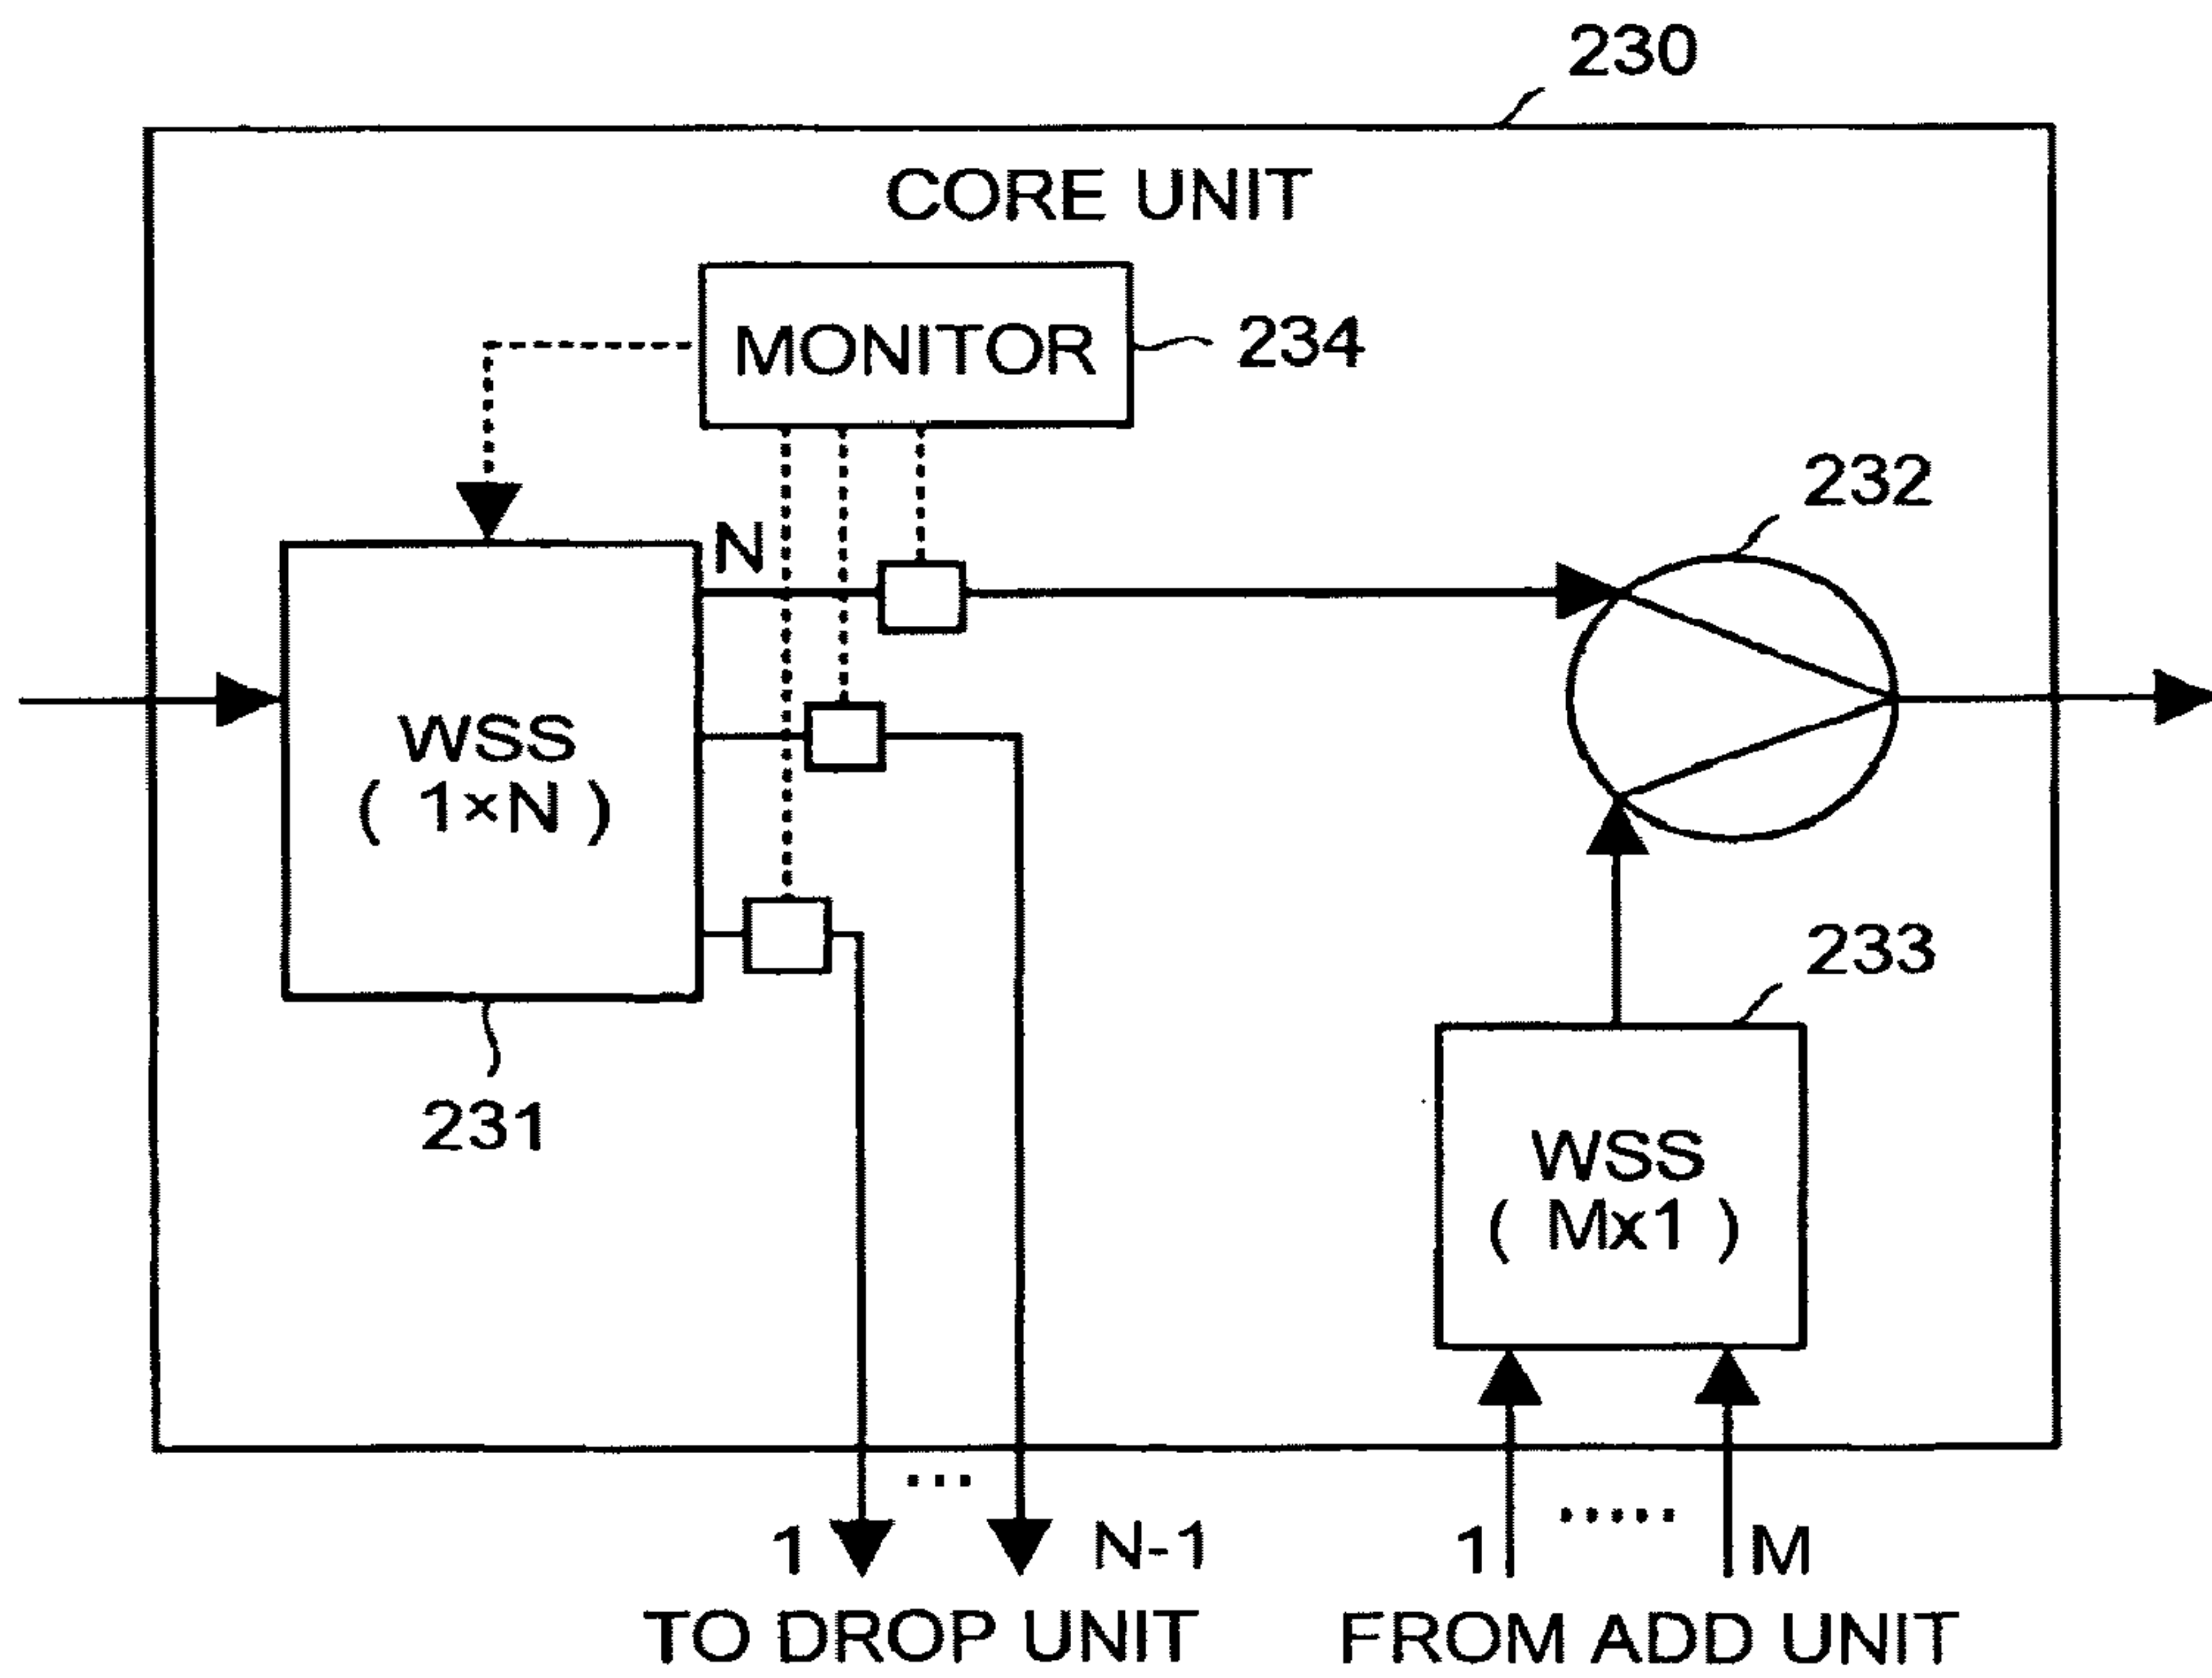 230
CORE UNIT
MONITOR
234
232
N
WSS
( 1×N )
231
233
WSS
( Mx1 )
...
1
N-1
1
.....
M
TO DROP UNIT
FROM ADD UNIT